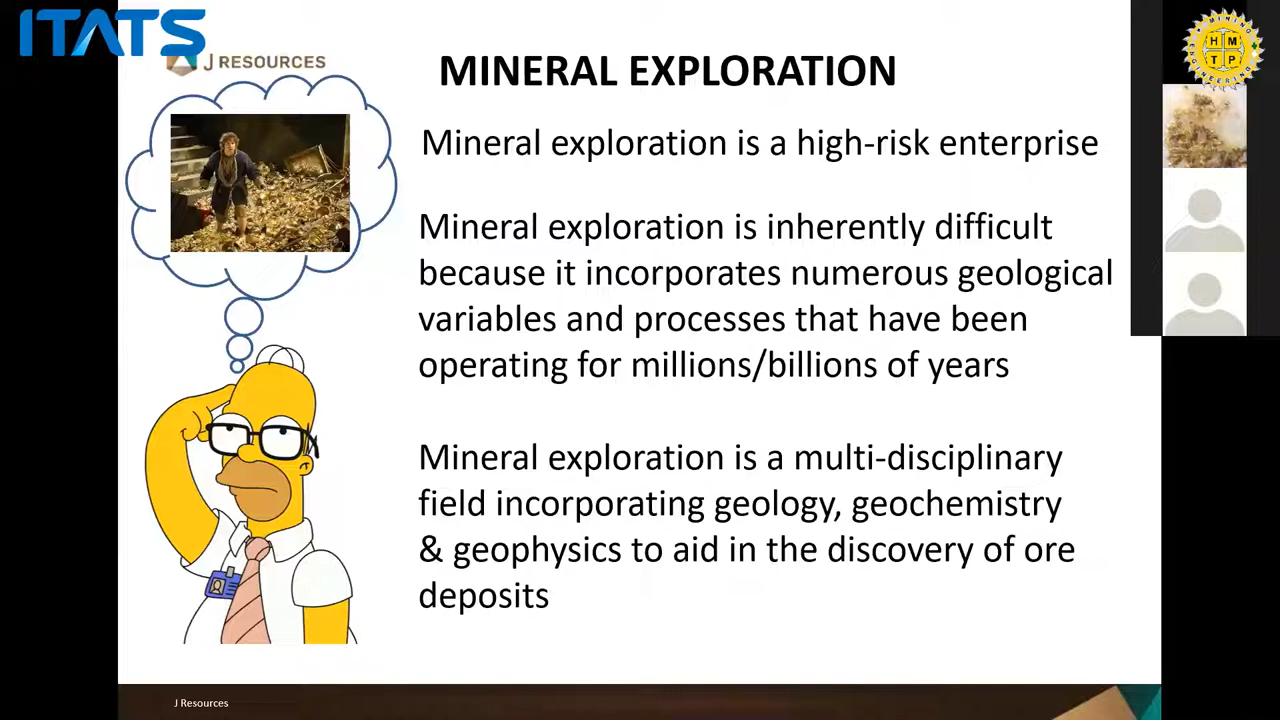 ITATS
J RESOURCES
MINERAL EXPLORATION
Mineral exploration is a high-risk enterprise
Mineral exploration is inherently difficult
because it incorporates numerous geological
variables and processes that have been
operating for millions/billions of years
Mineral exploration is a multi-disciplinary
field incorporating geology, geochemistry
& geophysics to aid in the discovery of ore
deposits
J Resources
MINING
ENGINEERING
H M
T P